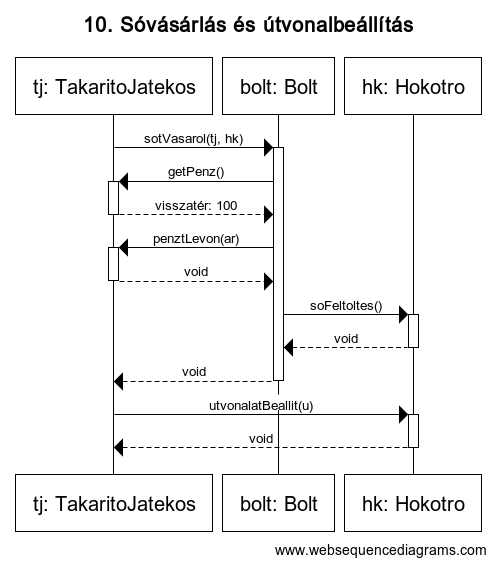 10. Sóvásárlás és útvonalbeállítás
tj: TakaritoJatekos bolt: Bolt hk: Hokotro
sotVasarol(tj, hk)
getPenz()
visszatér: 100
penztLevon(ar)
void
soFeltoltes()
void
void
utvonalatBeallit(u)
void
tj: TakaritoJatekos bolt: Bolt hk: Hokotro
www.websequencediagrams.com